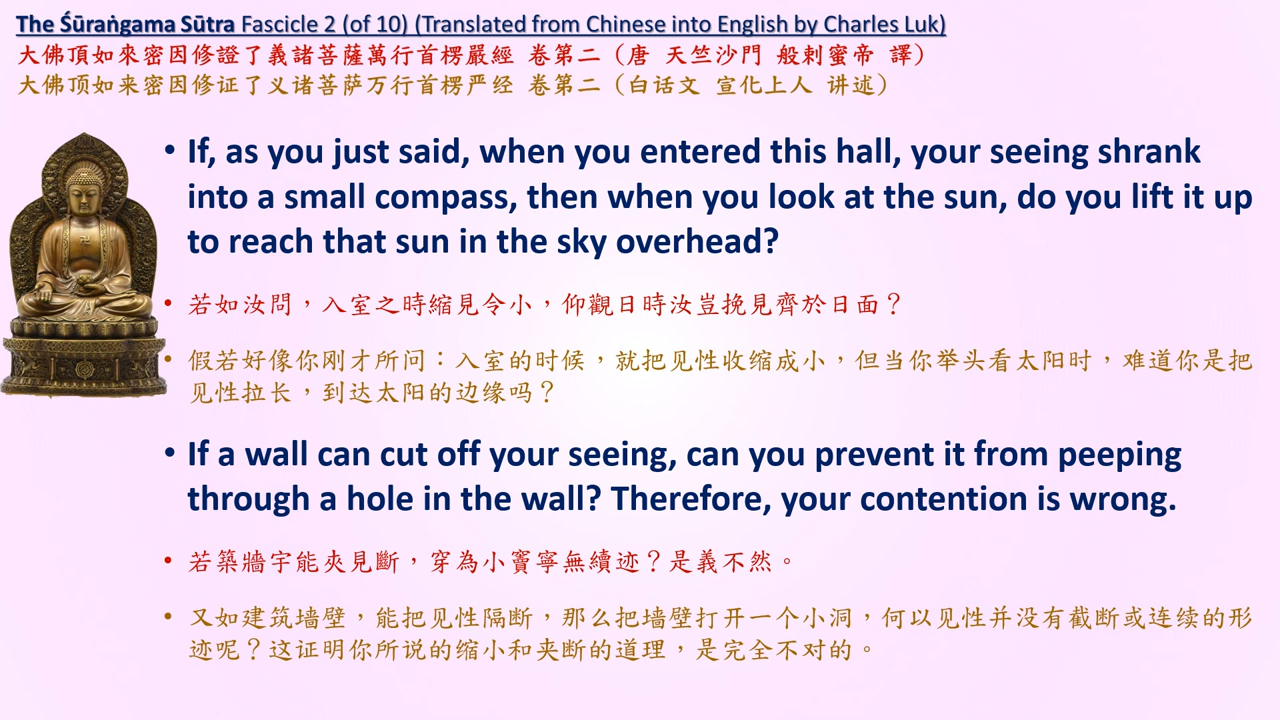 The Śūraṅgama Sūtra Fascicle 2 (of 10) (Translated from Chinese into English by Charles Luk)
大佛頂如來密因修證了義諸菩薩萬行首楞嚴經 卷第二（唐 天竺沙門 般剌蜜帝 譯）
大佛顶如来密因修证了义诸菩萨万行首楞严经 卷第二（白话文 宣化上人 讲述）
• If, as you just said, when you entered this hall, your seeing shrank
into a small compass, then when you look at the sun, do you lift it up
to reach that sun in the sky overhead?
• 若如汝問，入室之時縮見令小，仰觀日時汝豈挽見齊於日面？
• 假若好像你刚才所问：入室的时候，就把见性收缩成小，但当你举头看太阳时，难道你是把
见性拉长，到达太阳的边缘吗？
• If a wall can cut off your seeing, can you prevent it from peeping
through a hole in the wall? Therefore, your contention is wrong.
• 若築牆宇能夾見斷，穿為小竇寧無續迹？是義不然。
• 又如建筑墙壁，能把见性隔断，那么把墙壁打开一个小洞，何以见性并没有截断或连续的形
迹呢？这证明你所说的缩小和夹断的道理，是完全不对的。